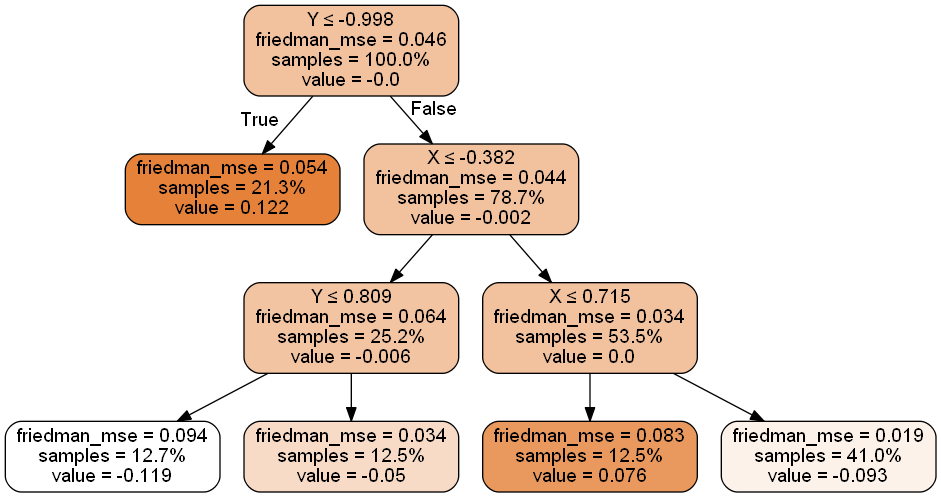 Y ≤ -0.998
friedman_mse = 0.046
samples = 100.0%
value = -0.0
True
False
friedman_mse = 0.054
samples = 21.3%
value = 0.122
X ≤ -0.382
friedman_mse = 0.044
samples = 78.7%
value = -0.002
Y ≤ 0.809
friedman_mse = 0.064
samples = 25.2%
value = -0.006
X ≤ 0.715
friedman_mse = 0.034
samples = 53.5%
value = 0.0
friedman_mse = 0.094
samples = 12.7%
value = -0.119
friedman_mse = 0.034
samples = 12.5%
value = -0.05
friedman_mse = 0.083
samples = 12.5%
value = 0.076
friedman_mse = 0.019
samples = 41.0%
value = -0.093